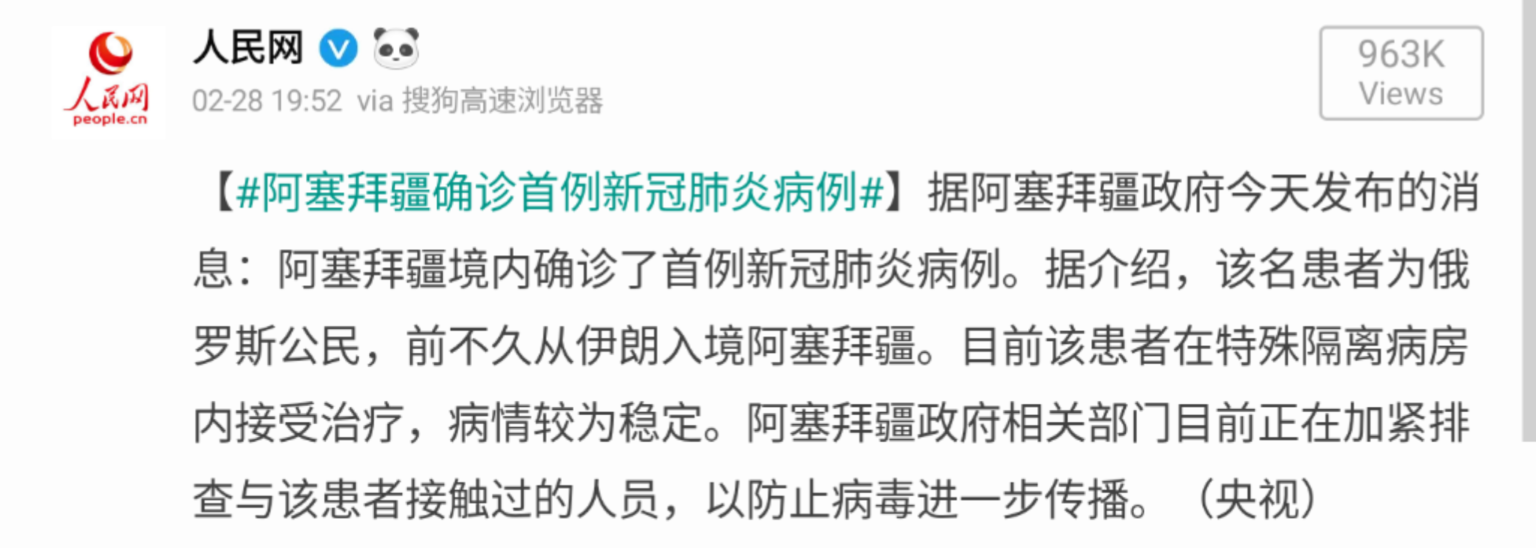 人民网
people.cn
人民网
02-28 19:52 via 搜狗高速浏览器
963K
Views
【#阿塞拜疆确诊首例新冠肺炎病例#】据阿塞拜疆政府今天发布的消
息：阿塞拜疆境内确诊了首例新冠肺炎病例。据介绍，该名患者为俄
罗斯公民，前不久从伊朗入境阿塞拜疆。目前该患者在特殊隔离病房
内接受治疗，病情较为稳定。阿塞拜疆政府相关部门目前正在加紧排
查与该患者接触过的人员，以防止病毒进一步传播。（央视）